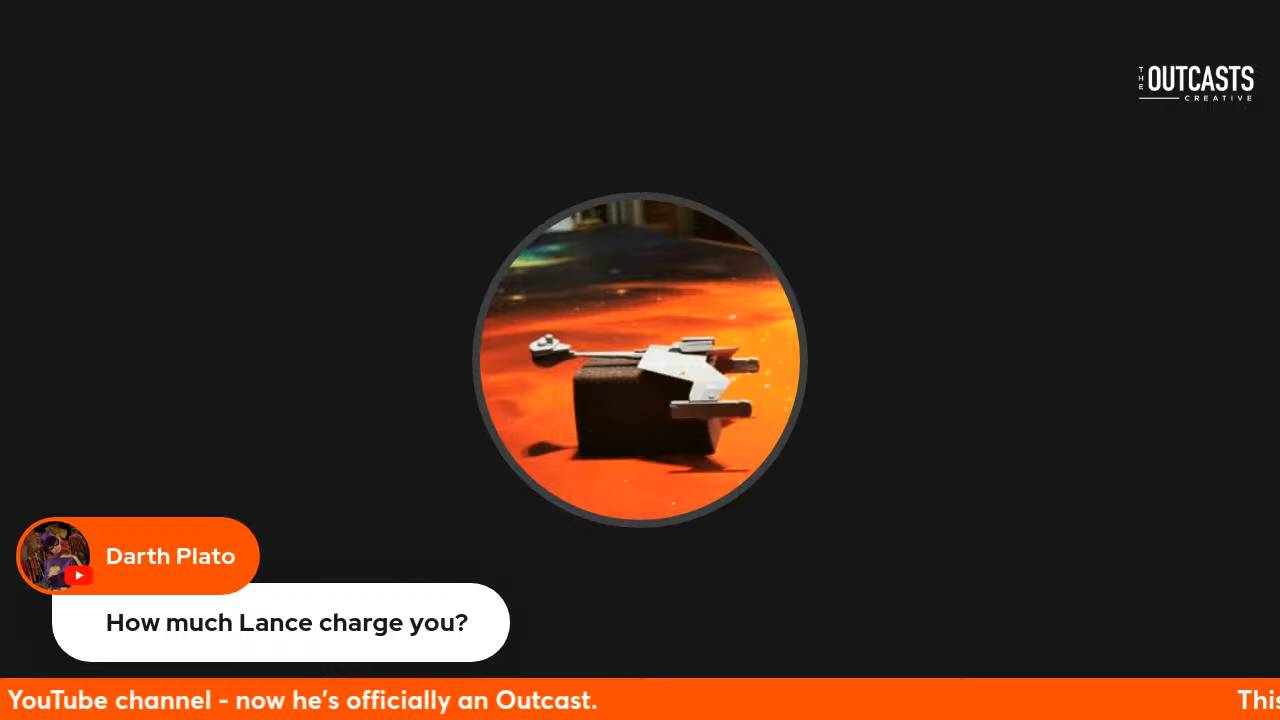 THE OUTCASTS
CREATIVE
Darth Plato
How much Lance charge you?
YouTube channel - now he's officially an Outcast.
This